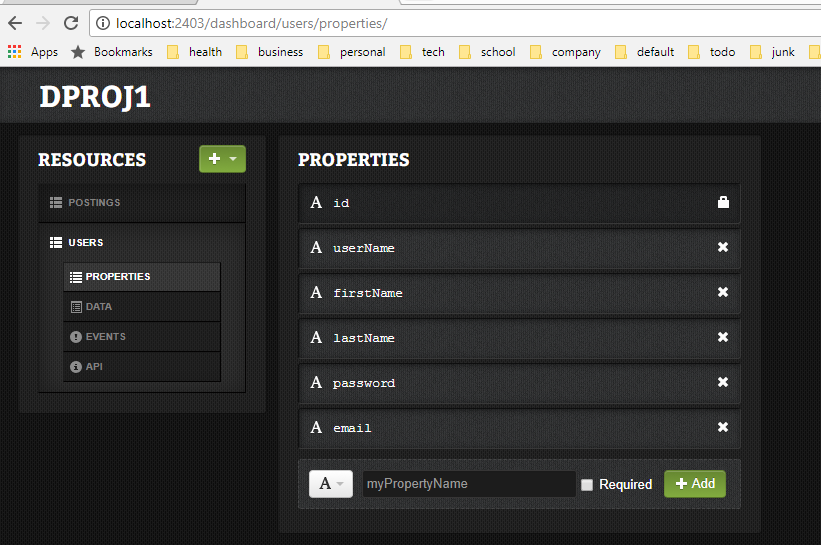 localhost:2403/dashboard/users/properties/
Apps Bookmarks health business personal tech school company default todo junk
DPROJ1
RESOURCES
POSTINGS
USERS
PROPERTIES
DATA
EVENTS
API
PROPERTIES
A id
A userName
A firstName
A lastName
A password
A email
A myPropertyName Required Add